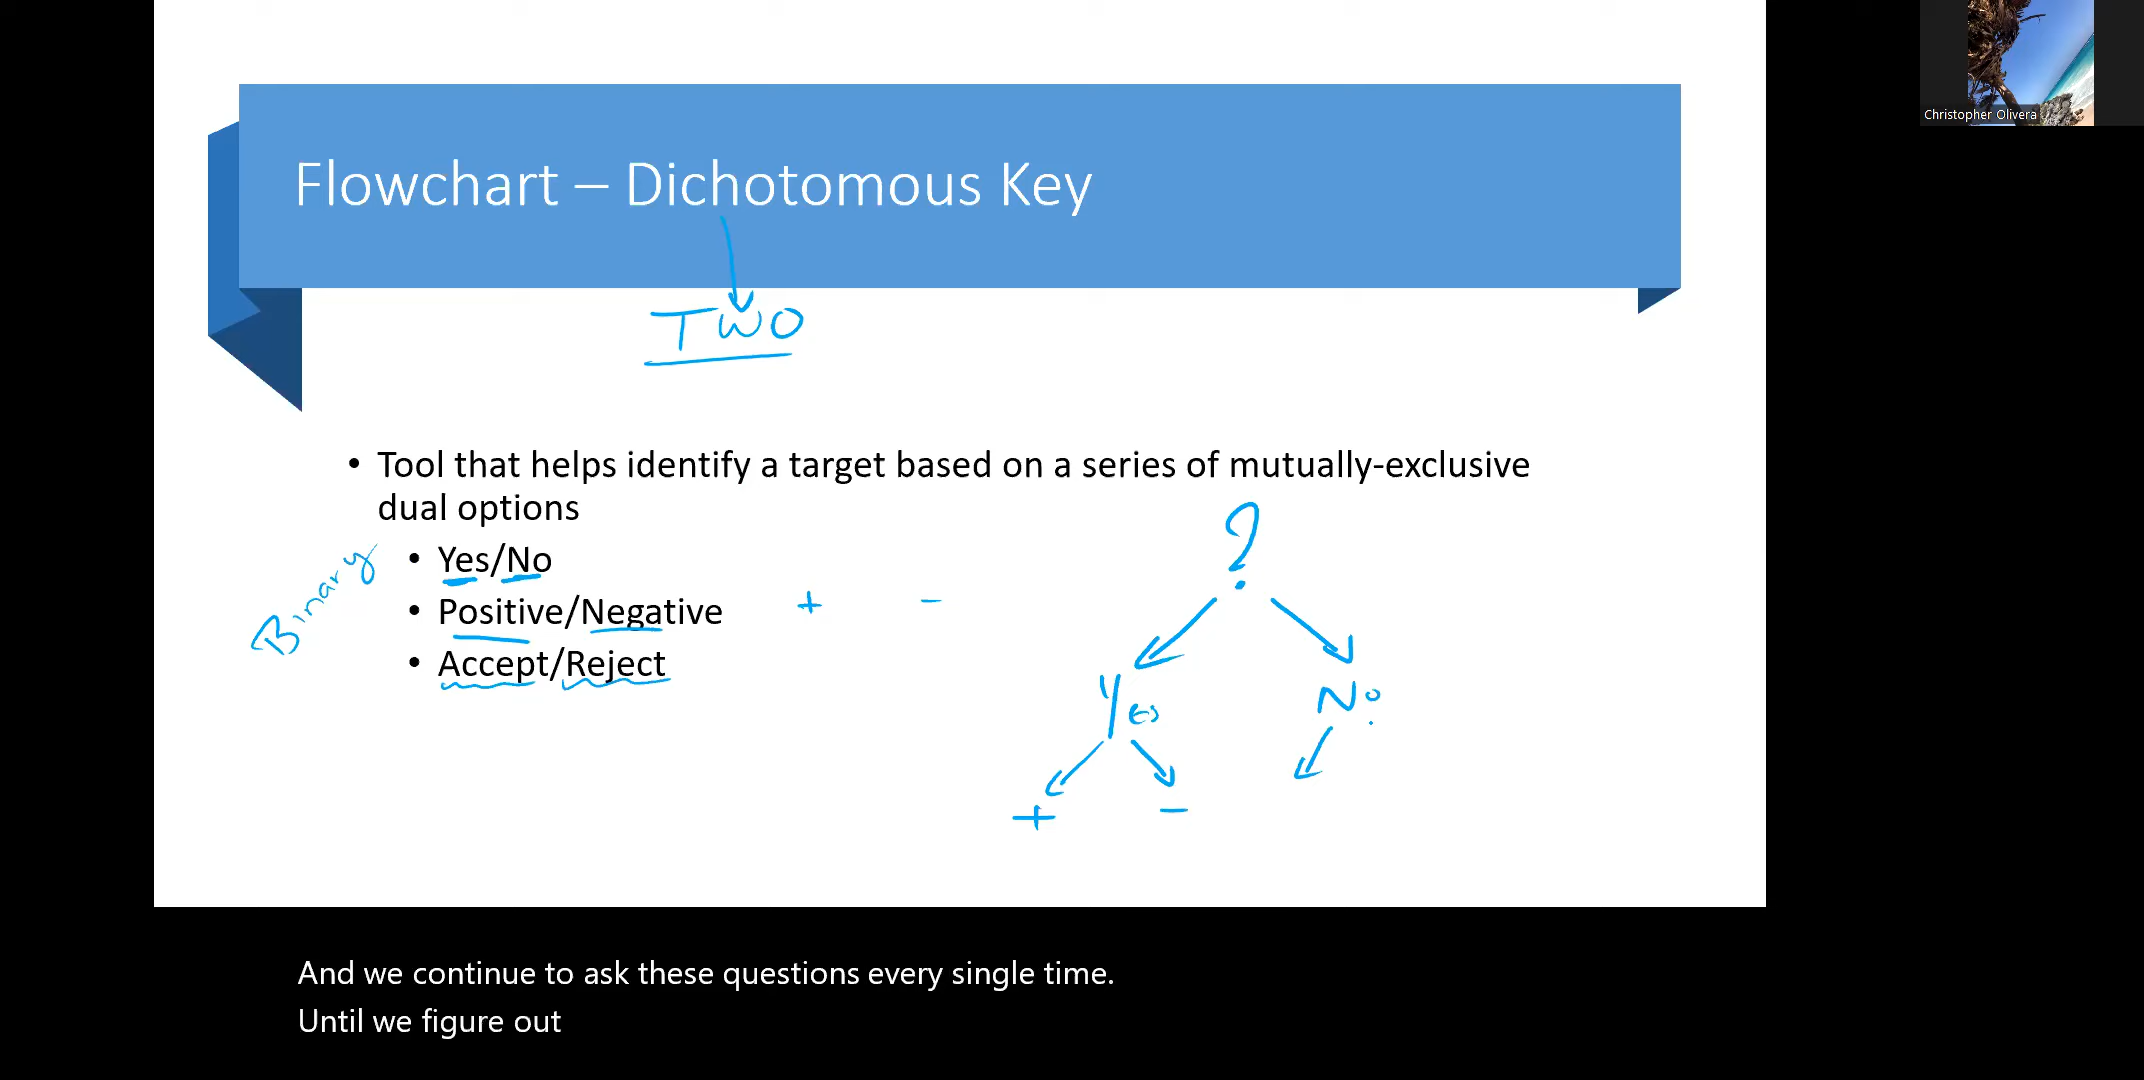 Christopher Olivera
Flowchart – Dichotomous Key
TWO
• Tool that helps identify a target based on a series of mutually-exclusive
dual options
?
Binary
• Yes/No
• Positive/Negative + -
• Accept/Reject
Yes No
+ -
And we continue to ask these questions every single time.
Until we figure out